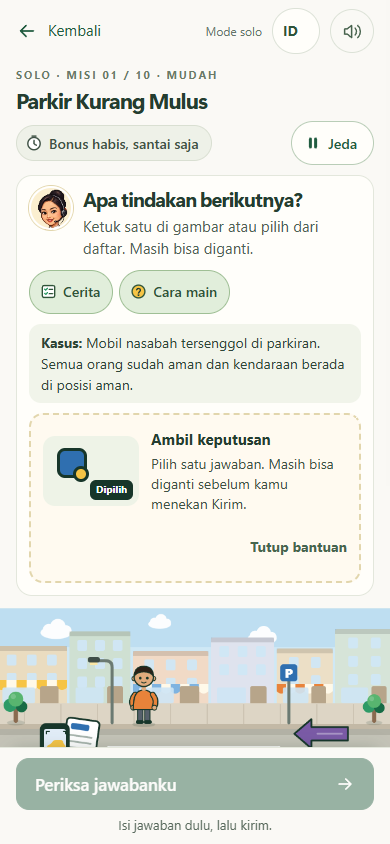 Kembali
Mode solo
ID
SOLO · MISI 01 / 10 · MUDAH
Parkir Kurang Mulus
Bonus habis, santai saja
Jeda
Apa tindakan berikutnya?
Ketuk satu di gambar atau pilih dari
daftar. Masih bisa diganti.
Cerita
? Cara main
Kasus: Mobil nasabah tersenggol di parkiran.
Semua orang sudah aman dan kendaraan berada
di posisi aman.
Dipilih
Ambil keputusan
Pilih satu jawaban. Masih bisa
diganti sebelum kamu
menekan Kirim.
Tutup bantuan
P
Periksa jawabanku
Isi jawaban dulu, lalu kirim.